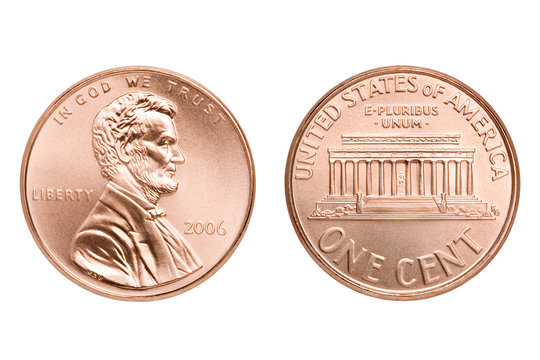 IN GOD WE TRUST
LIBERTY
2006
UNITED STATES of AMERICA
E·PLURIBUS
·UNUM·
ONE CENT